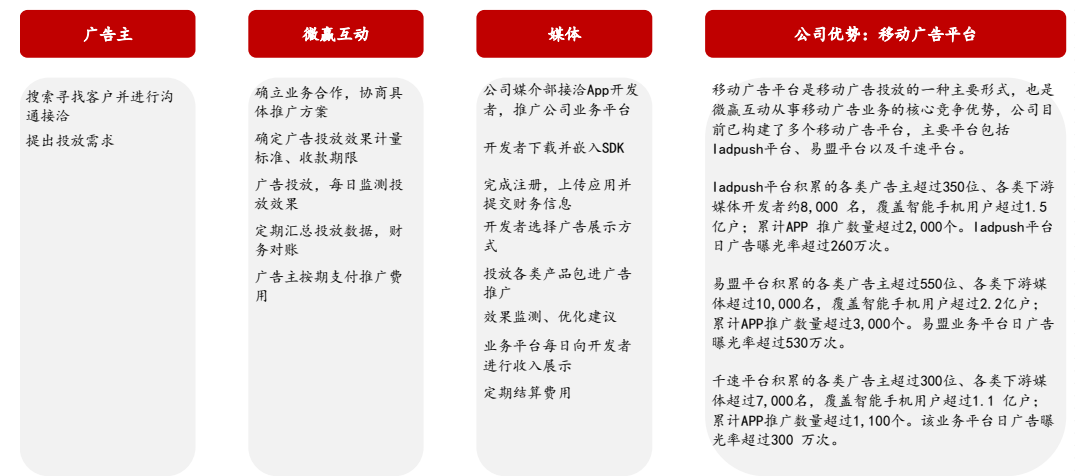 广告主
搜索寻找客户并进行沟
通接洽
提出投放需求
微赢互动
确立业务合作，协商具
体推广方案
确定广告投放效果计量
标准、收款期限
广告投放，每日监测投
放效果
定期汇总投放数据，财
务对账
广告主按期支付推广费
用
媒体
公司媒介部接洽App开发
者，推广公司业务平台
开发者下载并嵌入SDK
完成注册，上传应用并
提交财务信息
开发者选择广告展示方
式
投放各类产品包进广告
推广
效果监测、优化建议
业务平台每日向开发者
进行收入展示
定期结算费用
公司优势：移动广告平台
移动广告平台是移动广告投放的一种主要形式，也是
微赢互动从事移动广告业务的核心竞争优势，公司目
前已构建了多个移动广告平台，主要平台包括
Iadpush平台、易盟平台以及千速平台。
Iadpush平台积累的各类广告主超过350位、各类下游
媒体开发者约8,000 名，覆盖智能手机用户超过1.5
亿户；累计APP 推广数量超过2,000个。Iadpush平台
日广告曝光率超过260万次。
易盟平台积累的各类广告主超过550位、各类下游媒
体超过10,000名，覆盖智能手机用户超过2.2亿户；
累计APP推广数量超过3,000个。易盟业务平台日广告
曝光率超过530万次。
千速平台积累的各类广告主超过300位、各类下游媒
体超过7,000名，覆盖智能手机用户超过1.1 亿户；
累计APP推广数量超过1,100个。该业务平台日广告曝
光率超过300 万次。